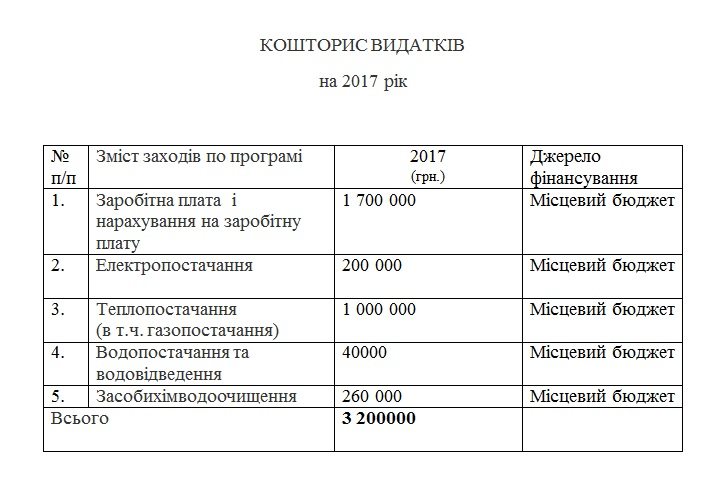 КОШТОРИС ВИДАТКІВ
на 2017 рік
№ п/п Зміст заходів по програмі 2017 (грн.) Джерело фінансування
1. Заробітна плата і нарахування на заробітну плату 1 700 000 Місцевий бюджет
2. Електропостачання 200 000 Місцевий бюджет
3. Теплопостачання (в т.ч. газопостачання) 1 000 000 Місцевий бюджет
4. Водопостачання та водовідведення 40000 Місцевий бюджет
5. Засобихімводоочищення 260 000 Місцевий бюджет
Всього 3 200000